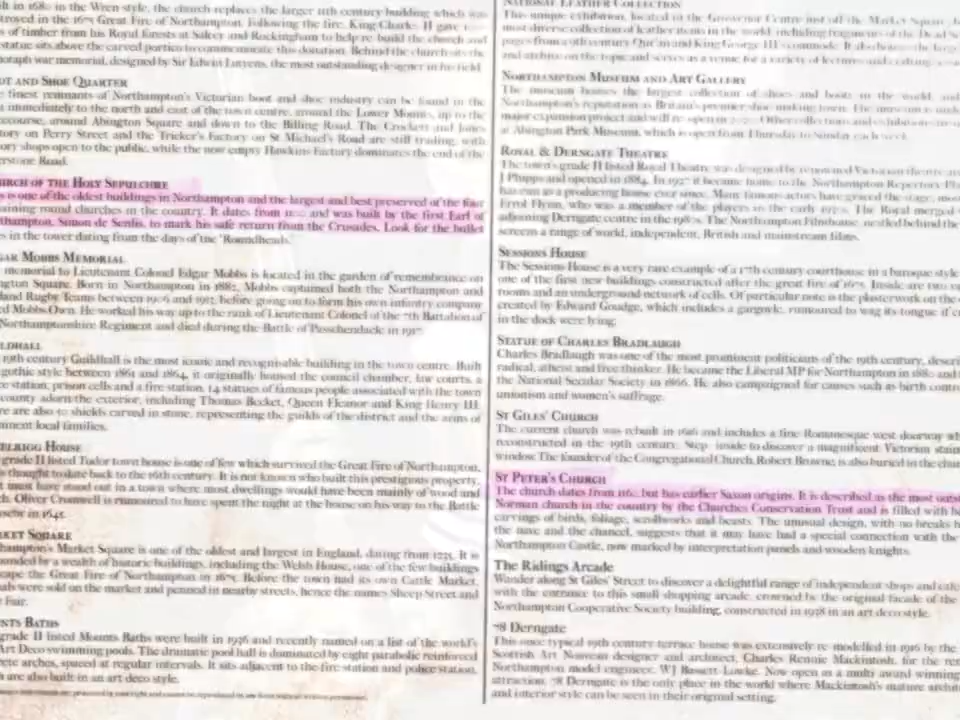 lt in 1680 in the Wren style, the church replaces the larger 11th century building which was
troyed in the 1675 Great Fire of Northampton. Following the fire, King Charles II gave
s of timber from his Royal forests at Salcey and Rockingham to help re build the church and
statue sits above the carved portico to commemorate this donation. Behind the church sits the
otaph war memorial, designed by Sir Edwin Lutyens, the most outstanding designer in his field.
OT AND SHOE QUARTER
finest remnants of Northampton's Victorian boot and shoe industry can be found in the
immediately to the north and east of the town centre, around the Lower Mounts, up to the
ecourse, around Abington Square and down to the Billing Road. The Crockett and Jones
tory on Perry Street and the Tricker's Factory on St Michael's Road are still trading, with
ory shops open to the public, while the now empty Hawkins Factory dominates the end of the
erstone Road.
URCH OF THE HOLY SEPULCHRE
s is one of the oldest buildings in Northampton and the largest and best preserved of the four
aining round churches in the country. It dates from 1100 and was built by the first Earl of
thampton, Simon de Senlis, to mark his safe return from the Crusades. Look for the bullet
es in the tower dating from the days of the 'Roundheads.
GAR MOBBS MEMORIAL
memorial to Lieutenant Colonel Edgar Mobbs is located in the garden of remembrance on
ngton Square. Born in Northampton in 1882, Mobbs captained both the Northampton and
land Rugby Teams between 1906 and 1912, before going on to form his own infantry company
ed Mobbs Own. He worked his way up to the rank of Lieutenant Colonel of the 7th Battalion of
Northamptonshire Regiment and died during the Battle of Passchendaele in 1917.
LDHALL
19th century Guildhall is the most iconic and recognisable building in the town centre. Built
gothic style between 1861 and 1864, it originally housed the council chamber, law courts, a
ce station, prison cells and a fire station. 14 statues of famous people associated with the town
county adorn the exterior, including Thomas Becket, Queen Eleanor and King Henry III.
re are also 40 shields carved in stone, representing the guilds of the district and the arms of
minent local families.
ELRIGG HOUSE
grade II listed Tudor town house is one of few which survived the Great Fire of Northampton,
is thought to date back to the 16th century. It is not known who built this prestigious property,
t must have stood out in a town where most dwellings would have been mainly of wood and
ch. Oliver Cromwell is rumoured to have spent the night at the house on his way to the Battle
aseby in 1645.
RKET SQUARE
hampton's Market Square is one of the oldest and largest in England, dating from 1235. It is
ounded by a wealth of historic buildings, including the Welsh House, one of the few buildings
cape the Great Fire of Northampton in 1675. Before the town had its own Cattle Market,
als were sold on the market and penned in nearby streets, hence the names Sheep Street and
Fair.
NTS BATHS
grade II listed Mounts Baths were built in 1936 and recently named on a list of the world's
Art Deco swimming pools. The dramatic pool hall is dominated by eight parabolic reinforced
ete arches, spaced at regular intervals. It sits adjacent to the fire station and police station,
h are also built in an art deco style.
NATIONAL LEATHER COLLECTION
This unique exhibition, located in the Grosvenor Centre just off the Market Square,
most diverse collection of leather items in the world, including fragments of the Dead S
pages from a 9th century Qur'an and King George III's commode. It also houses the larg
and archive on the topic and serves as a venue for a variety of lectures and
NORTHAMPTON MUSEUM AND ART GALLERY
The museum houses the largest collection of shoes and boots in the world, and
Northampton's reputation as Britain's premier shoe making town. The museum is
major expansion project and will re open in Other collections and exhibitions
at Abington Park Museum, which is open from Thursday to Sunday each week.
ROYAL & DERNGATE THEATRE
The town's grade II listed Royal Theatre was designed by renowned Victorian theatre
J Phipps and opened in 1884. In 1927 it became home to the Northampton Repertory Pl
has run as a producing house ever since. Many famous actors have graced the stage, mo
Errol Flynn, who was a member of the players in the early 1930s. The Royal merged
adjoining Derngate centre in the 1980s. The Northampton Filmhouse, nestled behind the
screens a range of world, independent, British and mainstream films.
SESSIONS HOUSE
The Sessions House is a very rare example of a 17th century courthouse in a baroque style
one of the first new buildings constructed after the great fire of 1675. Inside are two
rooms and an underground network of cells. Of particular note is the plasterwork on the
created by Edward Goudge, which includes a gargoyle, rumoured to wag its tongue if
in the dock were lying.
STATUE OF CHARLES BRADLAUGH
Charles Bradlaugh was one of the most prominent politicians of the 19th century, descri
radical, atheist and free thinker. He became the Liberal MP for Northampton in 1880 and
the National Secular Society in 1866. He also campaigned for causes such as birth contro
unionism and women's suffrage.
ST GILES' CHURCH
The current church was rebuilt in 1616 and includes a fine Romanesque west doorway
reconstructed in the 19th century. Step inside to discover a magnificent Victorian stain
window. The founder of the Congregational Church, Robert Browne, is also buried in the chur
ST PETER'S CHURCH
The church dates from 1160, but has earlier Saxon origins. It is described as the most outst
Norman church in the country by the Churches Conservation Trust and is filled with
carvings of birds, foliage, scrollworks and beasts. The unusual design, with no breaks
the nave and the chancel, suggests that it may have had a special connection with the
Northampton Castle, now marked by interpretation panels and wooden knights.
The Ridings Arcade
Wander along St Giles' Street to discover a delightful range of independent shops and cafe
with the entrance to this small shopping arcade, crowned by the original facade of the
Northampton Cooperative Society building, constructed in 1938 in an art deco style.
78 Derngate
This once typical 19th century terrace house was extensively re-modelled in 1916 by the
Scottish Art Nouveau designer and architect, Charles Rennie Mackintosh, for the
Northampton model engineer, WJ Bassett-Lowke. Now open as a multi award winning
attraction, 78 Derngate is the only place in the world where Mackintosh's mature archit
and interior style can be seen in their original setting.